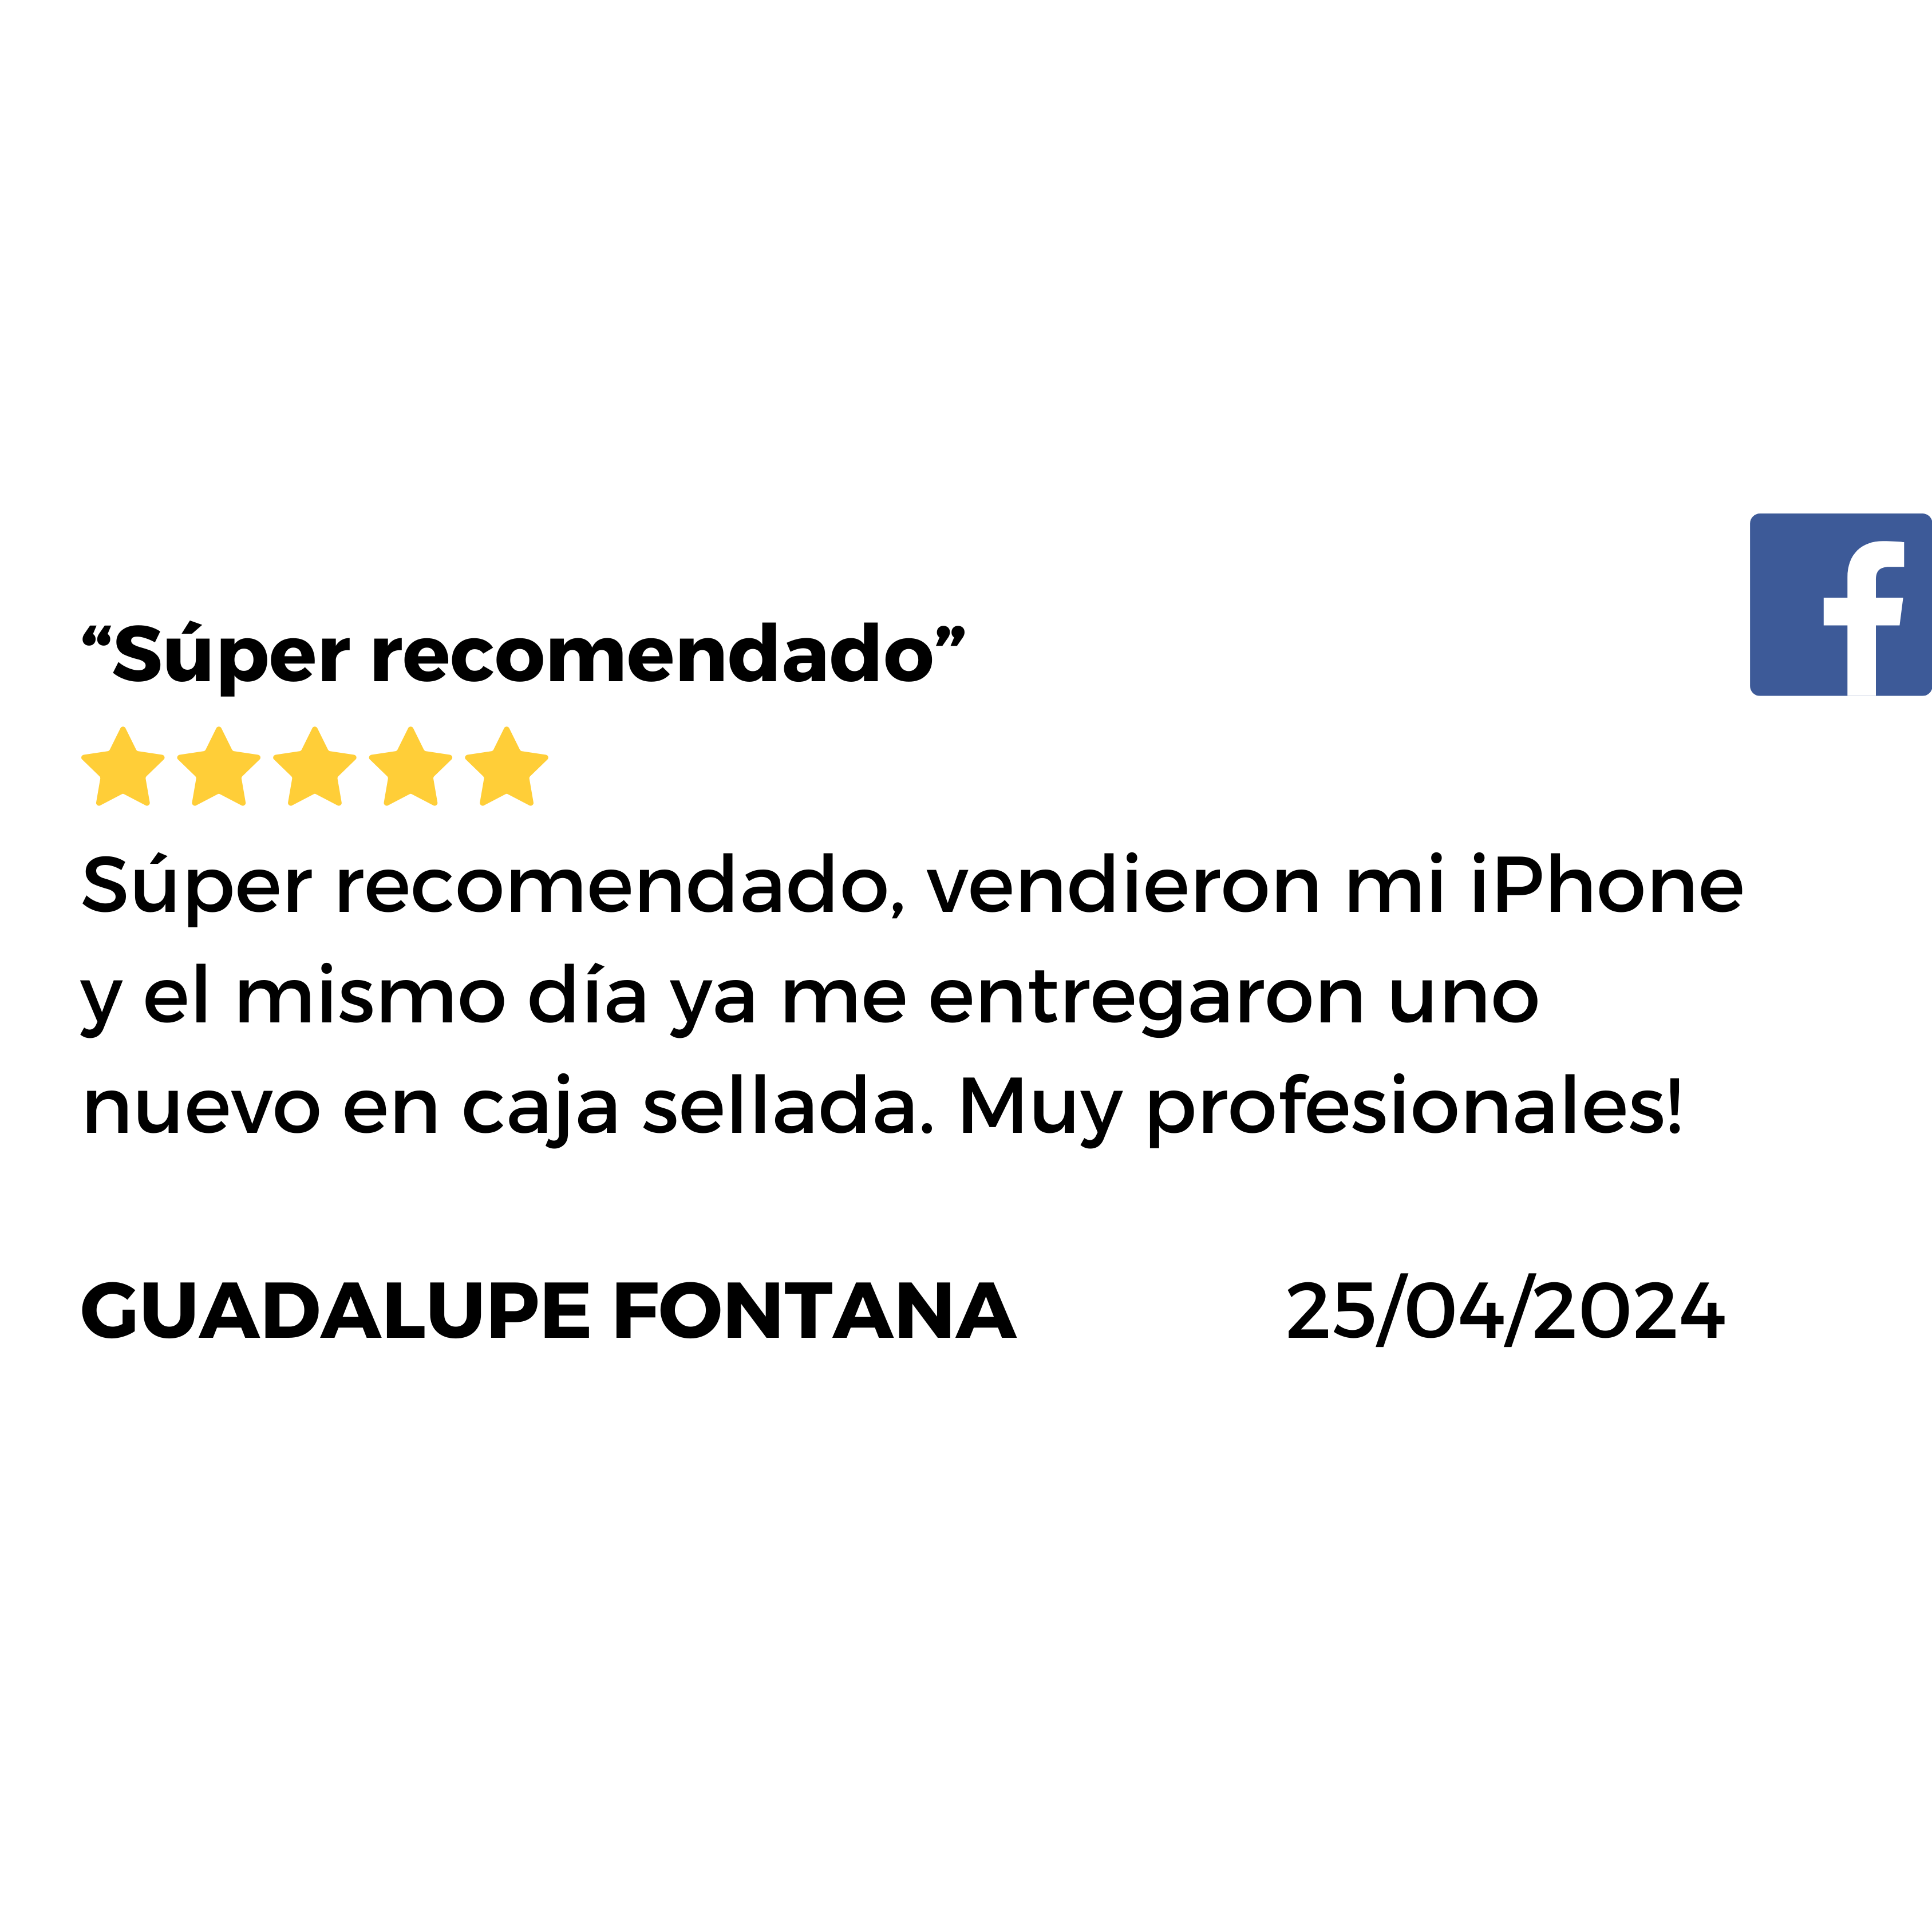 “Súper recomendado”
Súper recomendado, vendieron mi iPhone
y el mismo día ya me entregaron uno
nuevo en caja sellada. Muy profesionales!
GUADALUPE FONTANA 25/04/2024